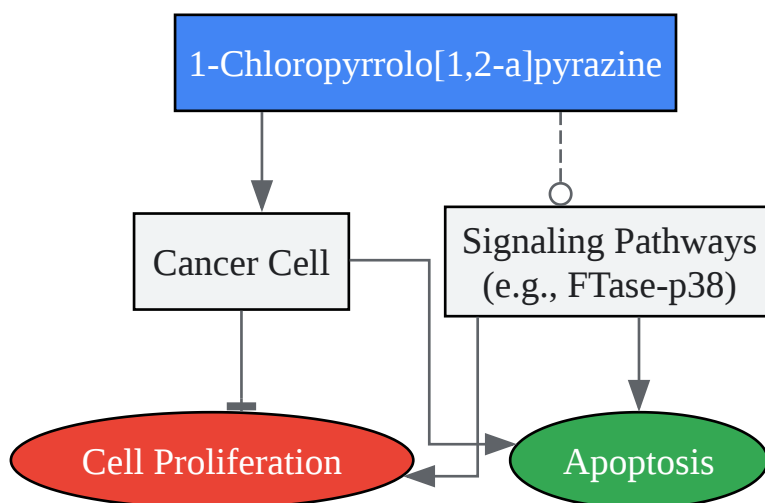 1-Chloropyrrolo[1,2-a]pyrazine
Cancer Cell
Signaling Pathways
(e.g., FTase-p38)
Cell Proliferation
Apoptosis